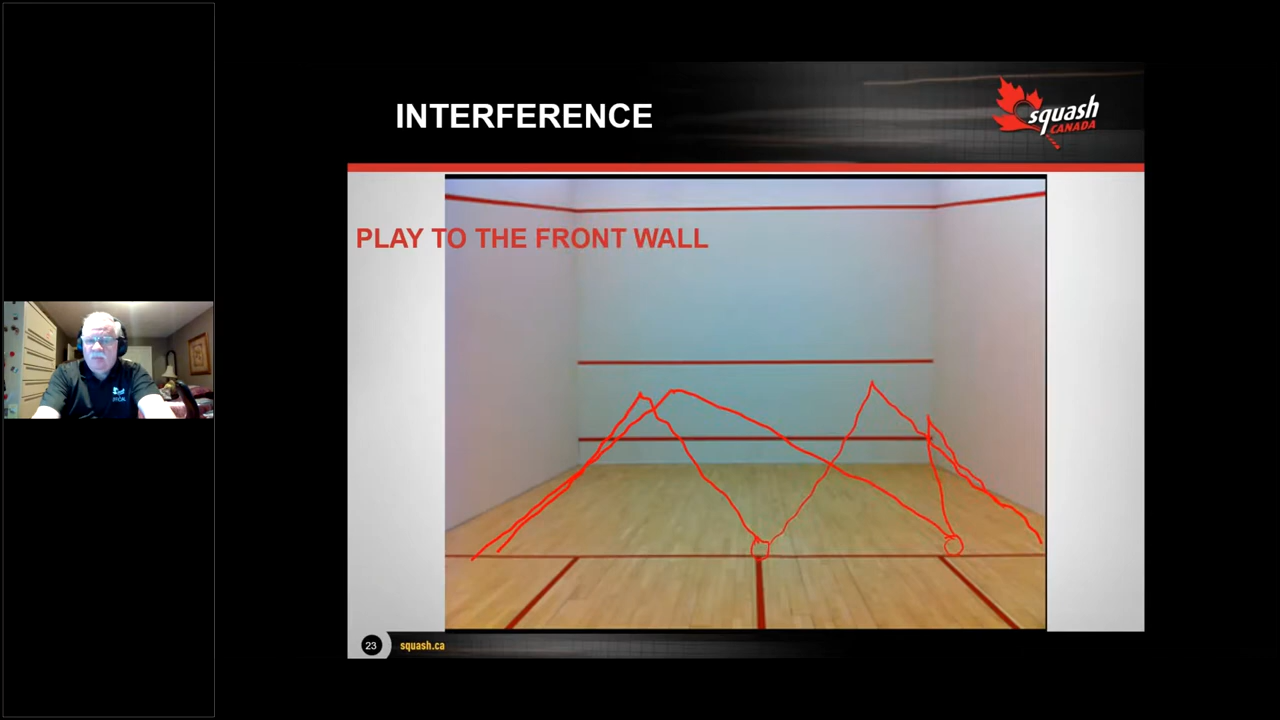 INTERFERENCE
squash
CANADA
PLAY TO THE FRONT WALL
23
squash.ca